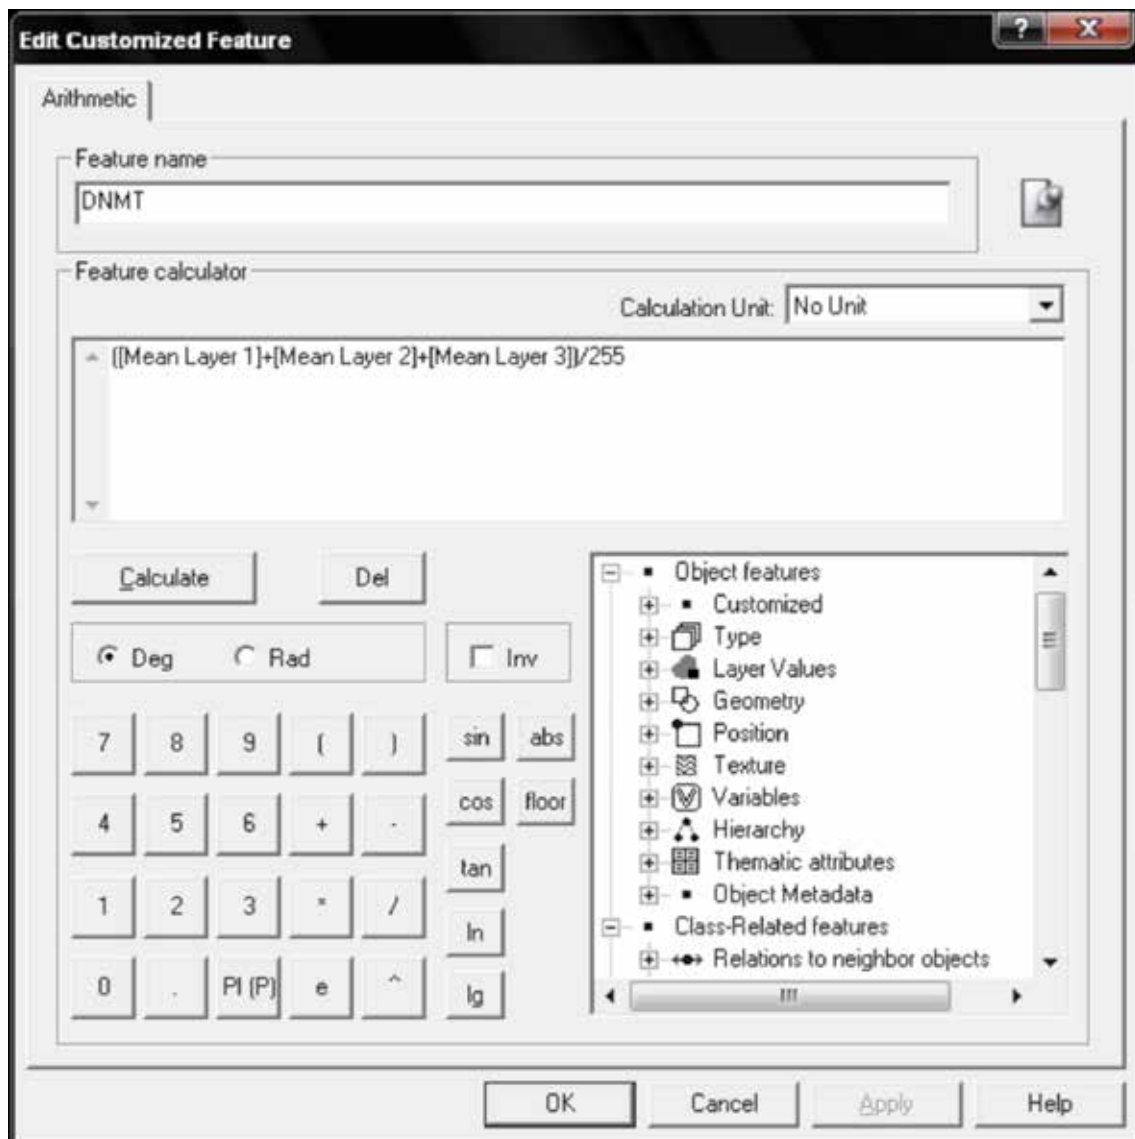 Edit Customized Feature
?
X
Arithmetic
Feature name
DNMT
Feature calculator
Calculation Unit: No Unit
([Mean Layer 1]+[Mean Layer 2]+[Mean Layer 3])/255
Calculate Del
Deg Rad Inv
7 8 9 ( ) sin abs
4 5 6 + - cos floor
tan
1 2 3 * / ln
0 . PI (P) e ^ lg
Object features
Customized
Type
Layer Values
Geometry
Position
Texture
Variables
Hierarchy
Thematic attributes
Object Metadata
Class-Related features
Relations to neighbor objects
OK Cancel Apply Help